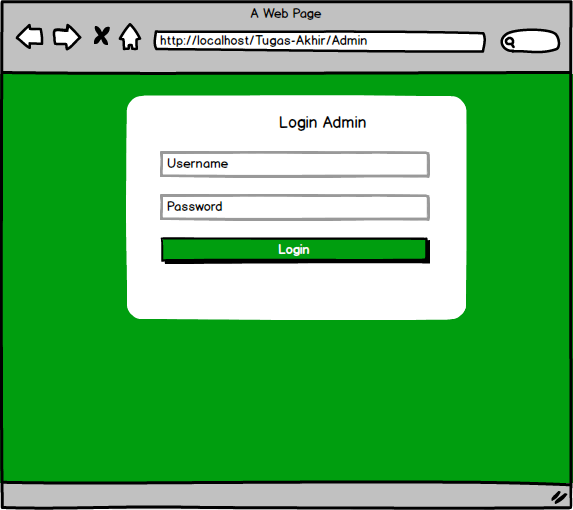 A Web Page
http://localhost/Tugas-Akhir/Admin
Login Admin
Username
Password
Login